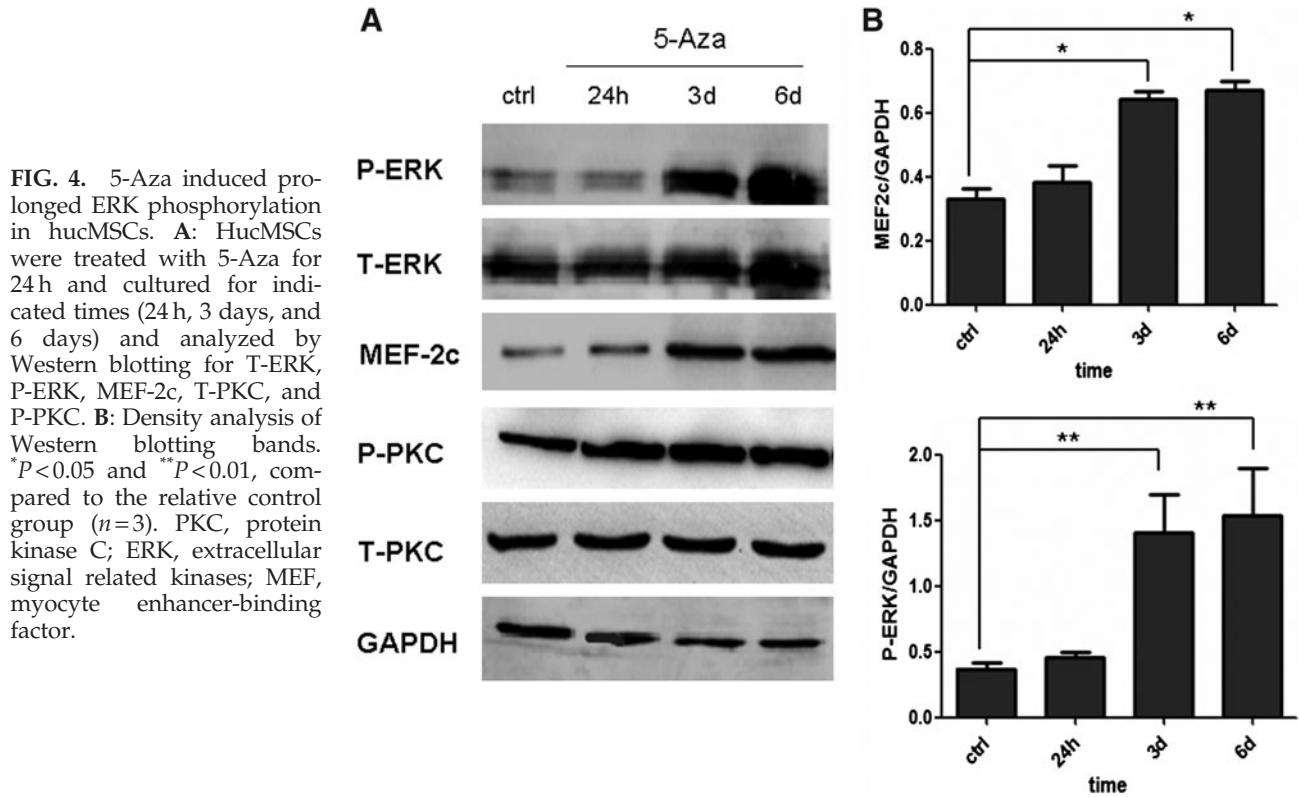 FIG. 4. 5-Aza induced pro-
longed ERK phosphorylation
in hucMSCs. A: HucMSCs
were treated with 5-Aza for
24 h and cultured for indi-
cated times (24 h, 3 days, and
6 days) and analyzed by
Western blotting for T-ERK,
P-ERK, MEF-2c, T-PKC, and
P-PKC. B: Density analysis of
Western blotting bands.
*P<0.05 and **P<0.01, com-
pared to the relative control
group (n=3). PKC, protein
kinase C; ERK, extracellular
signal related kinases; MEF,
myocyte enhancer-binding
factor.
A
5-Aza
ctrl 24h 3d 6d
P-ERK
T-ERK
MEF-2c
P-PKC
T-PKC
GAPDH
B
*
*
MEF2c/GAPDH
0.8
0.6
0.4
0.2
0.0
ctrl 24h 3d 6d
time
**
**
P-ERK/GAPDH
2.0
1.5
1.0
0.5
0.0
ctrl 24h 3d 6d
time